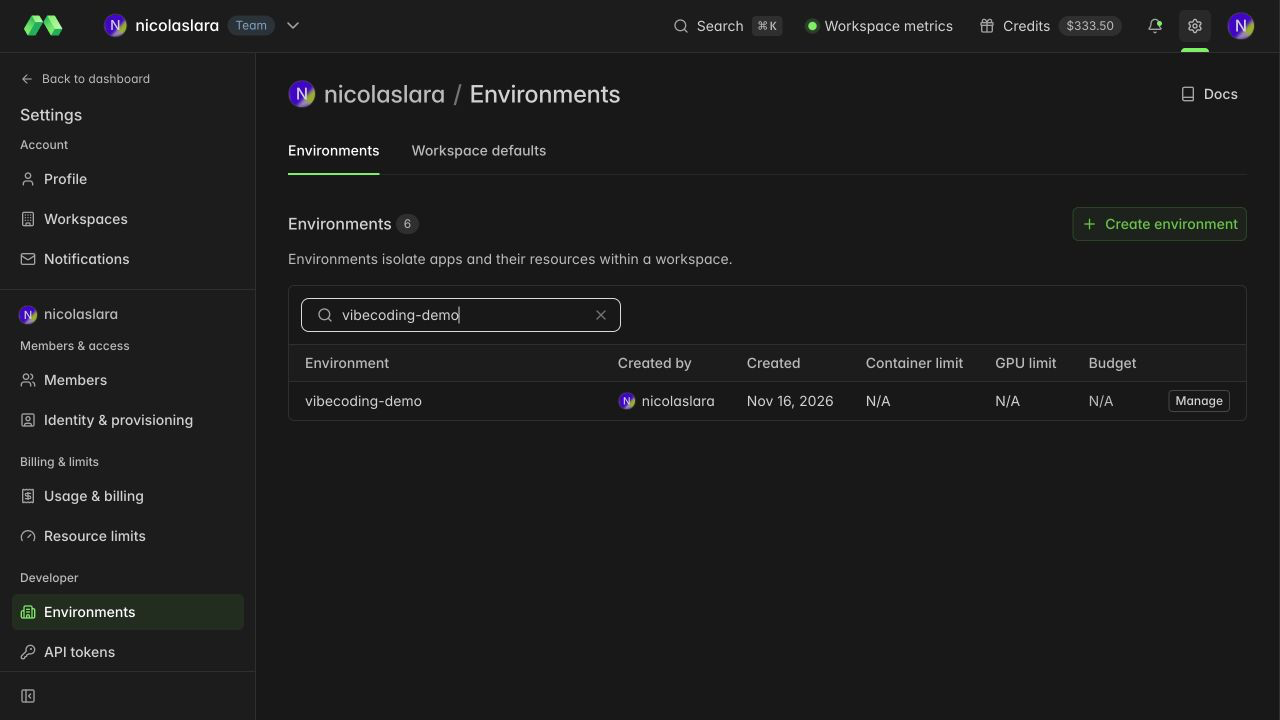 N nicolaslara Team
Search ⌘K
Workspace metrics
Credits $333.50
N
Back to dashboard
Settings
Account
Profile
Workspaces
Notifications
N nicolaslara
Members & access
Members
Identity & provisioning
Billing & limits
Usage & billing
Resource limits
Developer
Environments
API tokens
N nicolaslara / Environments
Docs
Environments Workspace defaults
Environments 6
Create environment
Environments isolate apps and their resources within a workspace.
vibecoding-demo
Environment Created by Created Container limit GPU limit Budget
vibecoding-demo N nicolaslara Nov 16, 2026 N/A N/A N/A Manage